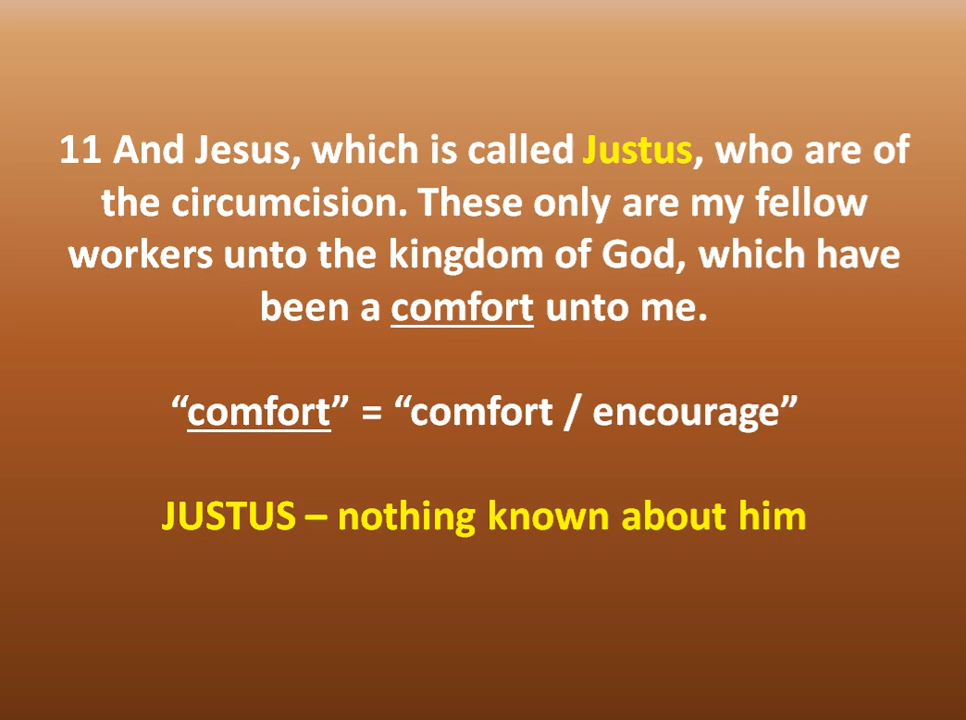 11 And Jesus, which is called Justus, who are of
the circumcision. These only are my fellow
workers unto the kingdom of God, which have
been a comfort unto me.
“comfort” = “comfort / encourage”
JUSTUS – nothing known about him